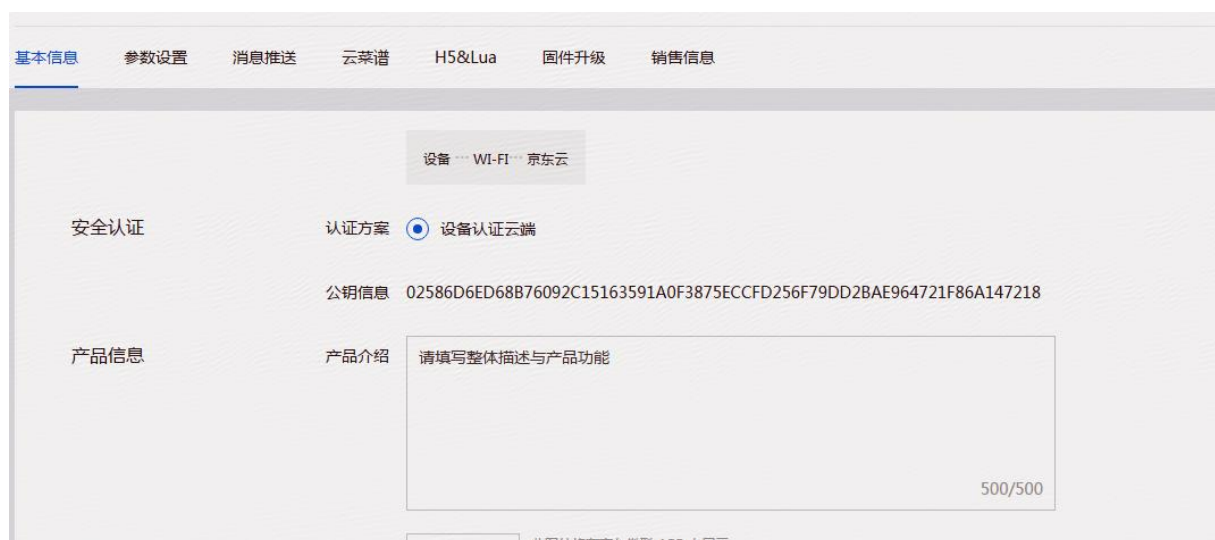 基本信息 参数设置 消息推送 云菜谱 H5&Lua 固件升级 销售信息
设备 ··· WI-FI ··· 京东云
安全认证 认证方案 设备认证云端
公钥信息 02586D6ED68B76092C15163591A0F3875ECCFD256F79DD2BAE964721F86A147218
产品信息 产品介绍 请填写整体描述与产品功能
500/500